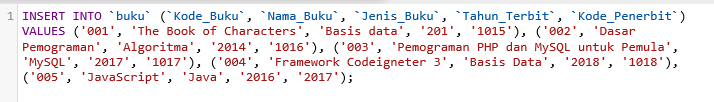 1 INSERT INTO `buku` (`Kode_Buku`, `Nama_Buku`, `Jenis_Buku`, `Tahun_Terbit`, `Kode_Penerbit`)
VALUES ('001', 'The Book of Characters', 'Basis data', '201', '1015'), ('002', 'Dasar
Pemograman', 'Algoritma', '2014', '1016'), ('003', 'Pemograman PHP dan MySQL untuk Pemula',
'MySQL', '2017', '1017'), ('004', 'Framework Codeigneter 3', 'Basis Data', '2018', '1018'),
('005', 'JavaScript', 'Java', '2016', '2017');